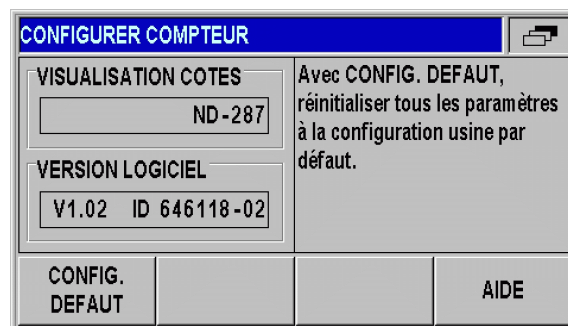 CONFIGURER COMPTEUR
VISUALISATION COTES
ND-287
VERSION LOGICIEL
V1.02 ID 646118-02
Avec CONFIG. DEFAUT,
réinitialiser tous les paramètres
à la configuration usine par
défaut.
CONFIG.
DEFAUT
AIDE